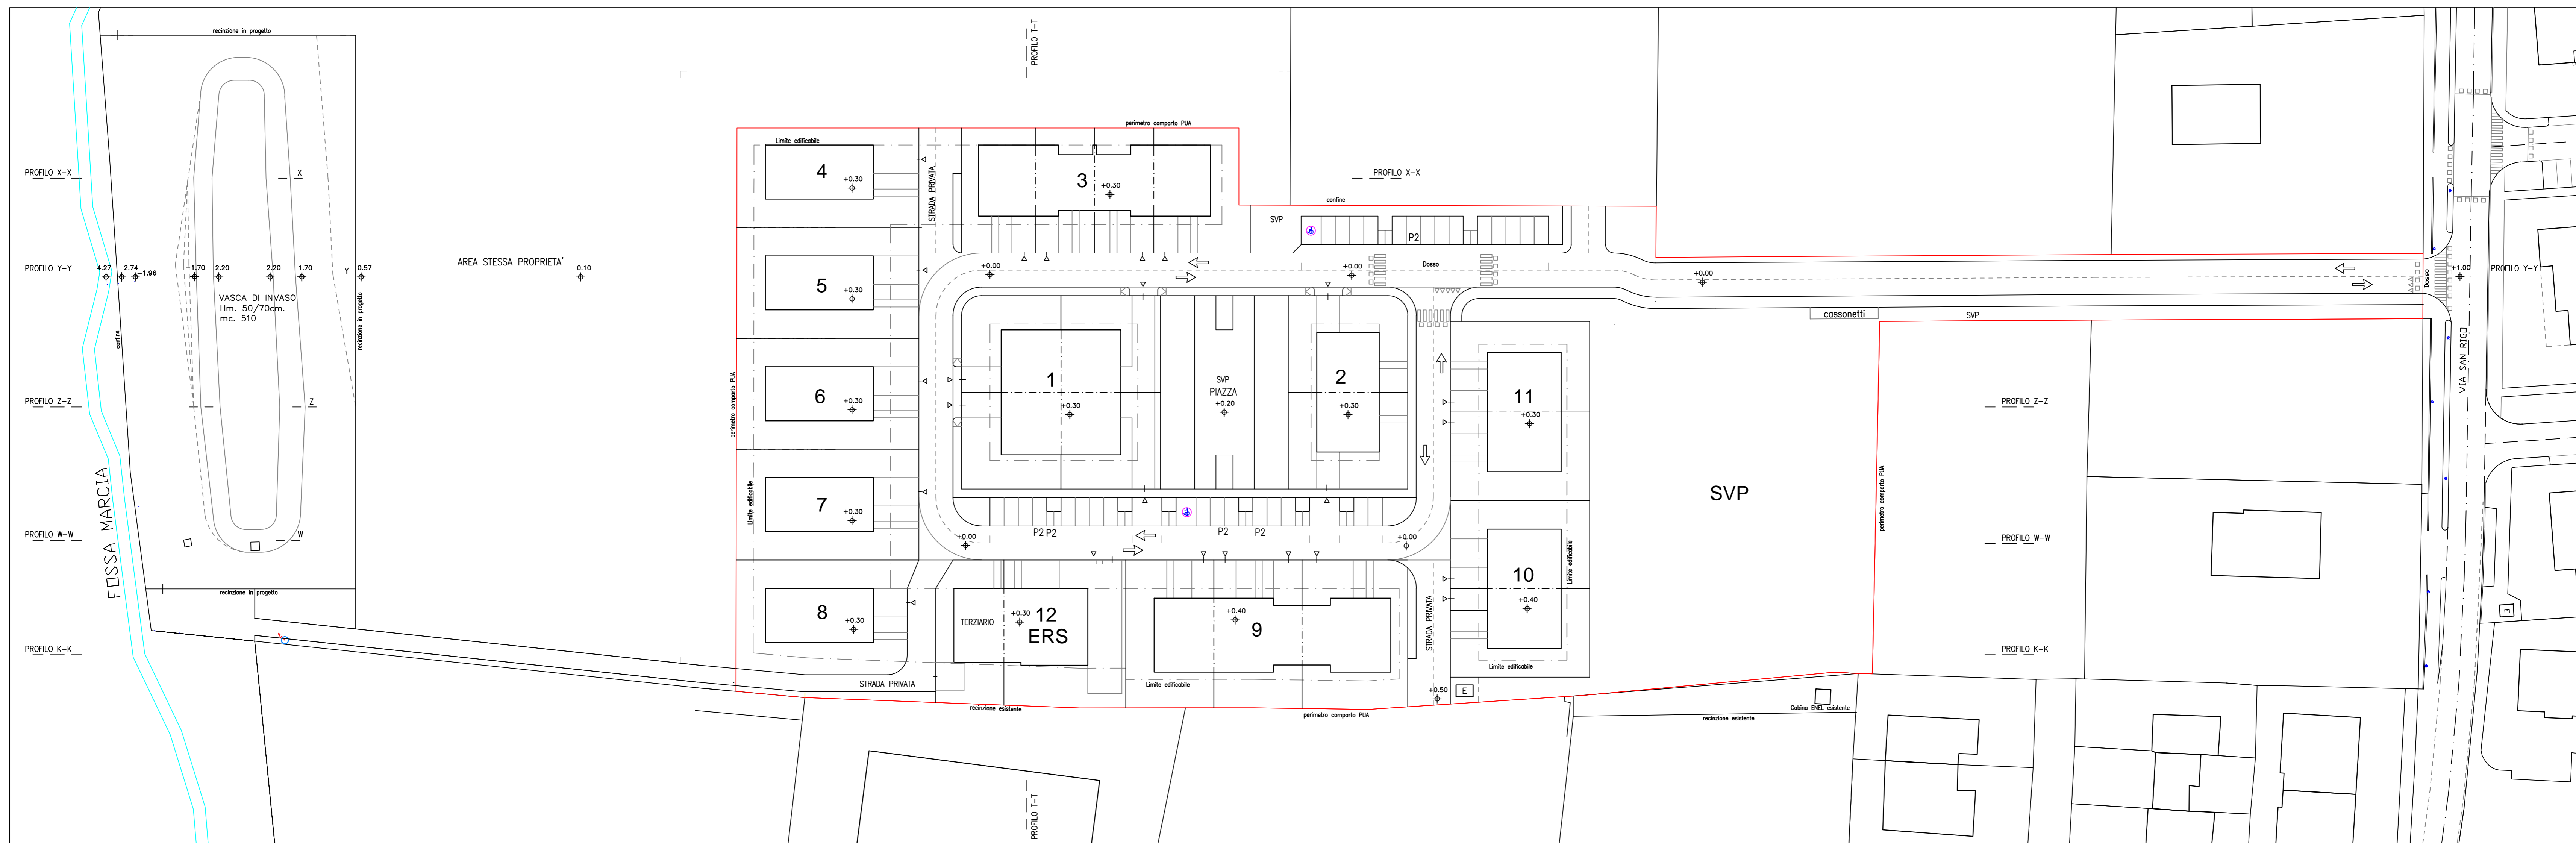 recinzione in progetto
PROFILO T-T
perimetro comparto PUA
Limite edificabile
4
+0.30
STRADA PRIVATA
3
+0.30
PROFILO X-X
X
PROFILO X-X
confine
SVP
P2
PROFILO Y-Y
-4.27
-2.74
-1.96
-1.70
-2.20
-2.20
-1.70
Y
-0.57
AREA STESSA PROPRIETA'
-0.10
+0.00
+0.00
Dosso
+0.00
Dosso
+1.00
PROFILO Y-Y
VASCA DI INVASO
Hm. 50/70cm.
mc. 510
confine
recinzione in progetto
5
+0.30
cassonetti
SVP
VIA SAN RIGO
perimetro comparto PUA
6
+0.30
1
+0.30
SVP
PIAZZA
+0.20
2
+0.30
11
+0.30
PROFILO Z-Z
Z
PROFILO Z-Z
FOSSA MARCIA
Limite edificabile
7
+0.30
SVP
perimetro comparto PUA
PROFILO W-W
W
+0.00
P2 P2
P2
P2
+0.00
Limite edificabile
PROFILO W-W
recinzione in progetto
8
+0.30
TERZIARIO
+0.30
12
ERS
+0.40
9
STRADA PRIVATA
10
+0.40
E
PROFILO K-K
PROFILO K-K
Limite edificabile
STRADA PRIVATA
Limite edificabile
+0.50
E
recinzione esistente
perimetro comparto PUA
Cabina ENEL esistente
recinzione esistente
PROFILO T-T